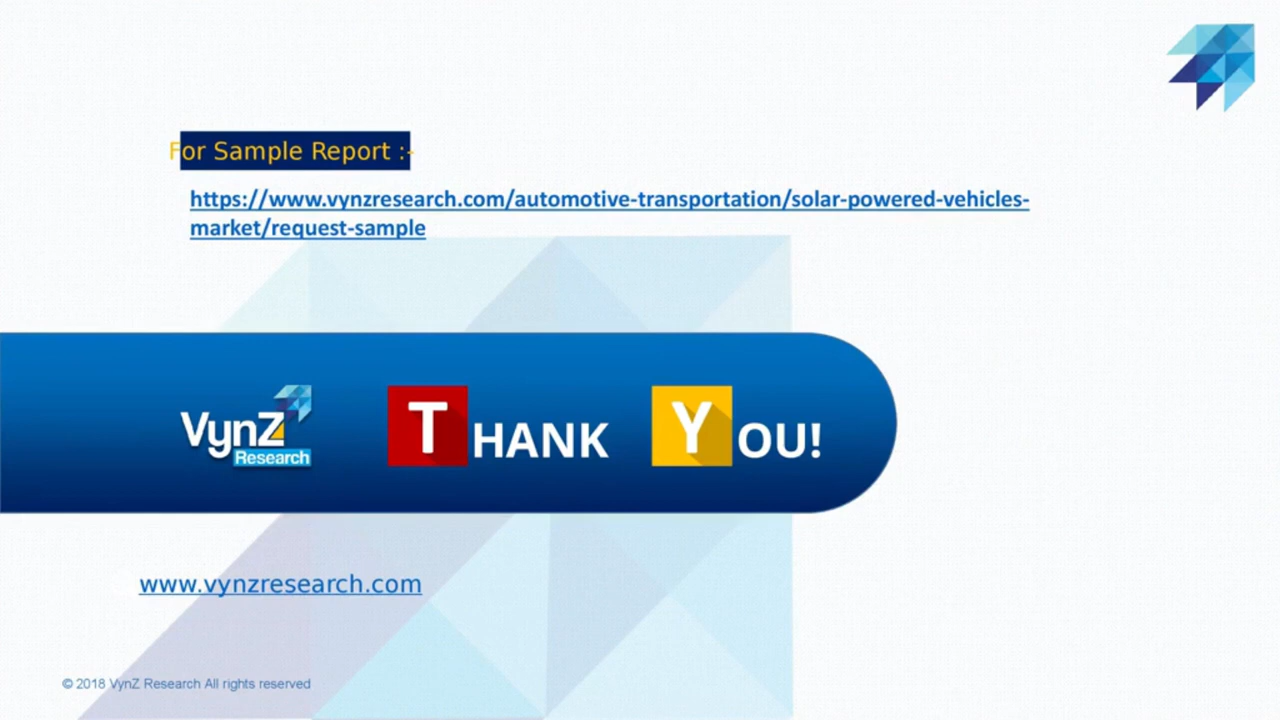 For Sample Report :-
https://www.vynzresearch.com/automotive-transportation/solar-powered-vehicles-
market/request-sample
VynZ
Research
THANK YOU!
www.vynzresearch.com
© 2018 VynZ Research All rights reserved